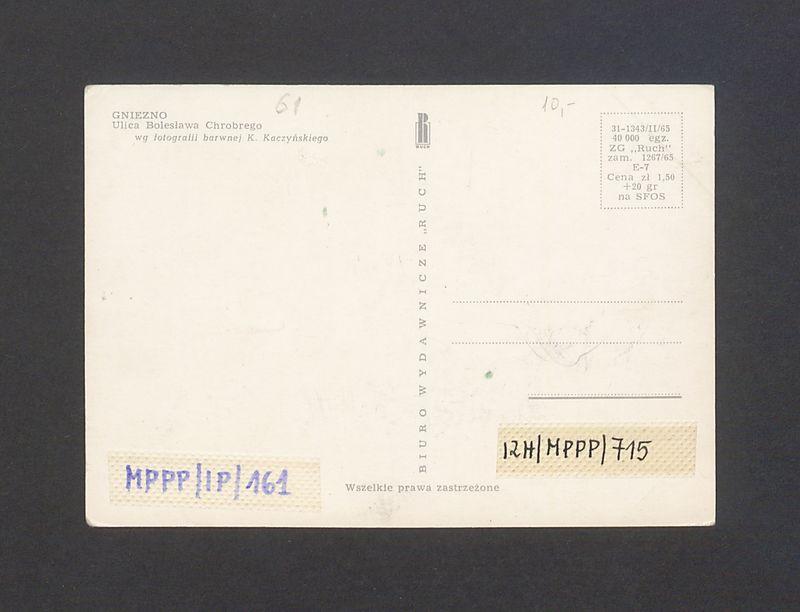 GNIEZNO
Ulica Bolesława Chrobrego
wg fotografii barwnej K. Kaczyńskiego
61
10,-
RUCH
31-1343/II/65
40 000 egz.
ZG „Ruch"
zam. 1267/65
E-7
Cena zł 1,50
+20 gr
na SFOS
BIURO WYDAWNICZE „RUCH"
MPPP/IP/161
12H/MPPP/715
Wszelkie prawa zastrzeżone